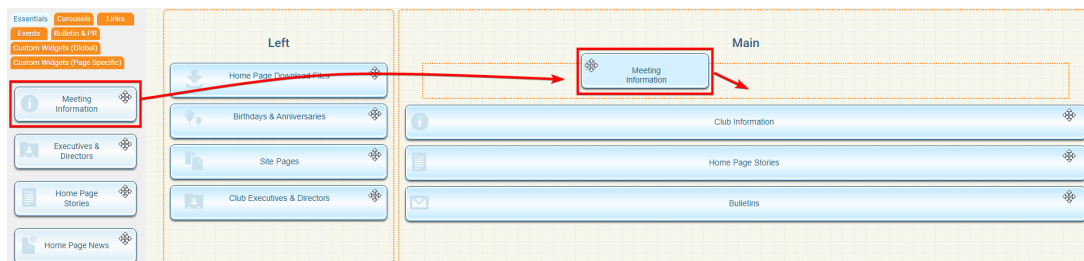 Essentials
Carousels
Links
Events
Bulletin & PR
Custom Widgets (Global)
Custom Widgets (Page Specific)
Meeting
Information
Executives &
Directors
Home Page
Stories
Home Page News
Left
Home Page Download Files
Birthdays & Anniversaries
Site Pages
Club Executives & Directors
Main
Meeting
Information
Club Information
Home Page Stories
Bulletins